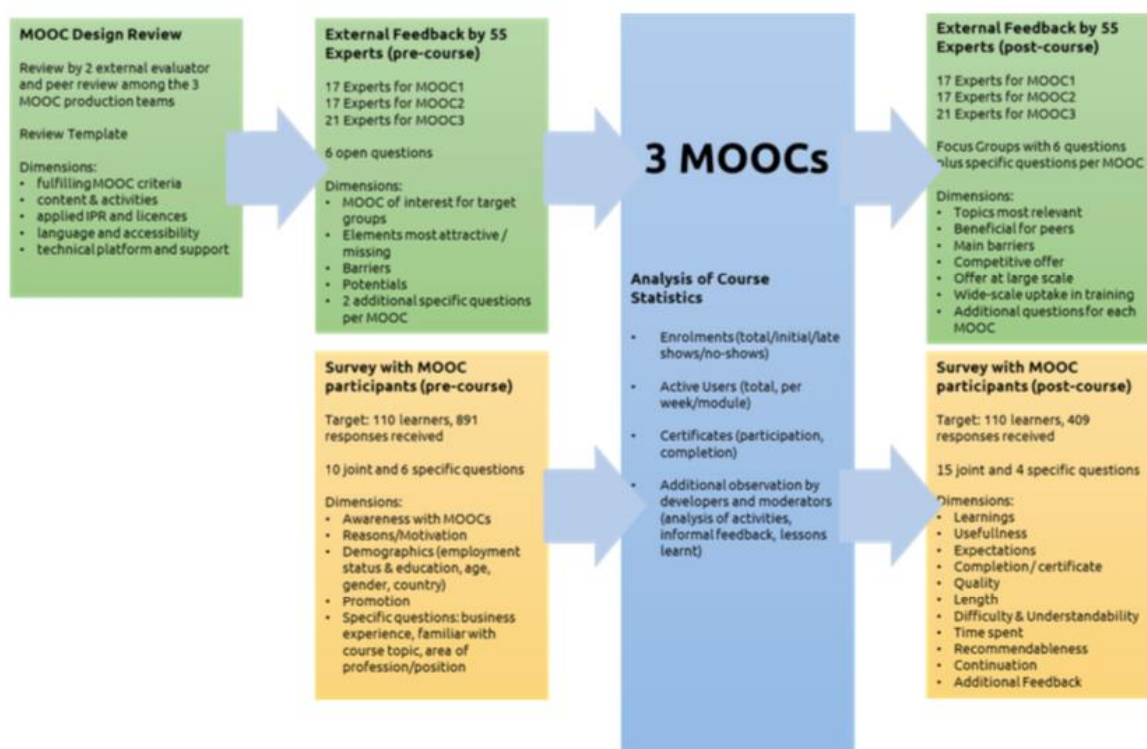 MOOC Design Review
Review by 2 external evaluator
and peer review among the 3
MOOC production teams
Review Template
Dimensions:
• fulfilling MOOC criteria
• content & activities
• applied IPR and licences
• language and accessibility
• technical platform and support
External Feedback by 55
Experts (pre-course)
17 Experts for MOOC1
17 Experts for MOOC2
21 Experts for MOOC3
6 open questions
Dimensions:
• MOOC of interest for target
groups
• Elements most attractive /
missing
• Barriers
• Potentials
• 2 additional specific questions
per MOOC
Survey with MOOC
participants (pre-course)
Target: 110 learners, 891
responses received
10 joint and 6 specific questions
Dimensions:
• Awareness with MOOCs
• Reasons/Motivation
• Demographics (employment
status & education, age,
gender, country)
• Promotion
• Specific questions: business
experience, familiar with
course topic, area of
profession/position
3 MOOCs
Analysis of Course
Statistics
• Enrolments (total/initial/late
shows/no-shows)
• Active Users (total, per
week/module)
• Certificates (participation,
completion)
• Additional observation by
developers and moderators
(analysis of activities,
informal feedback, lessons
learnt)
External Feedback by 55
Experts (post-course)
17 Experts for MOOC1
17 Experts for MOOC2
21 Experts for MOOC3
Focus Groups with 6 questions
plus specific questions per MOOC
Dimensions:
• Topics most relevant
• Beneficial for peers
• Main barriers
• Competitive offer
• Offer at large scale
• Wide-scale uptake in training
• Additional questions for each
MOOC
Survey with MOOC
participants (post-course)
Target: 110 learners, 409
responses received
15 joint and 4 specific questions
Dimensions:
• Learnings
• Usefullness
• Expectations
• Completion / certificate
• Quality
• Length
• Difficulty & Understandability
• Time spent
• Recommendableness
• Continuation
• Additional Feedback